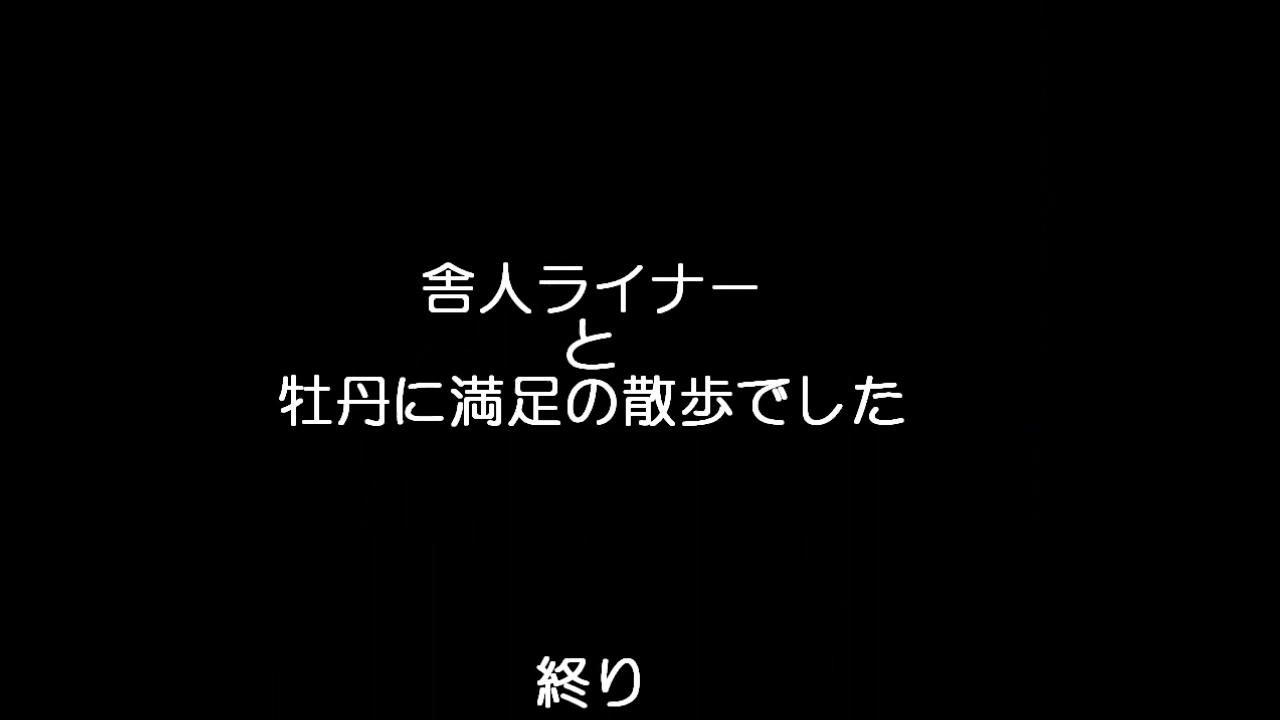 舎人ライナー
と
牡丹に満足の散歩でした
終り